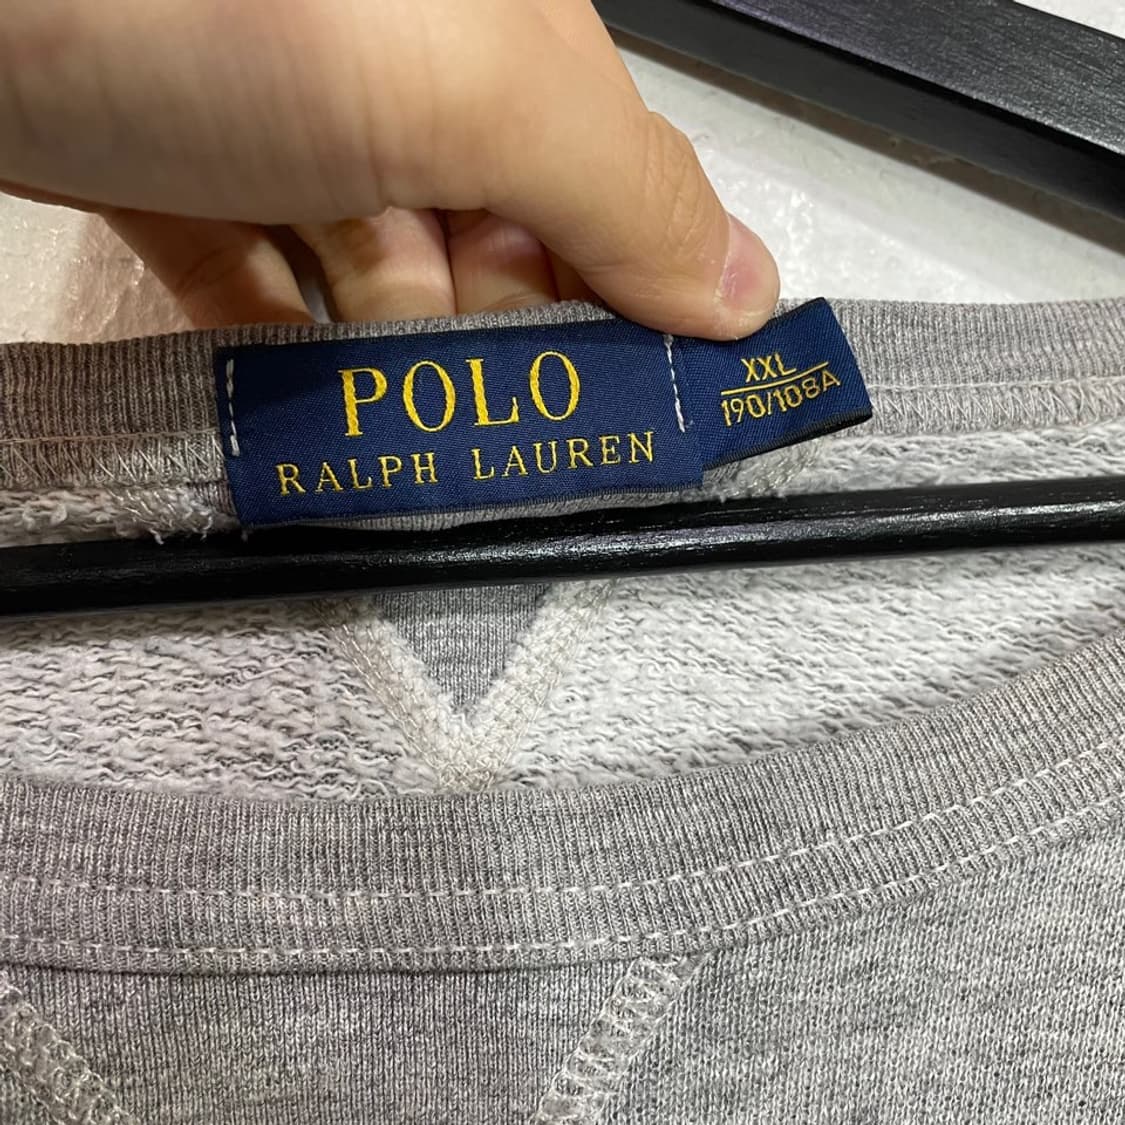 POLO
RALPH LAUREN
XXL
190/108A